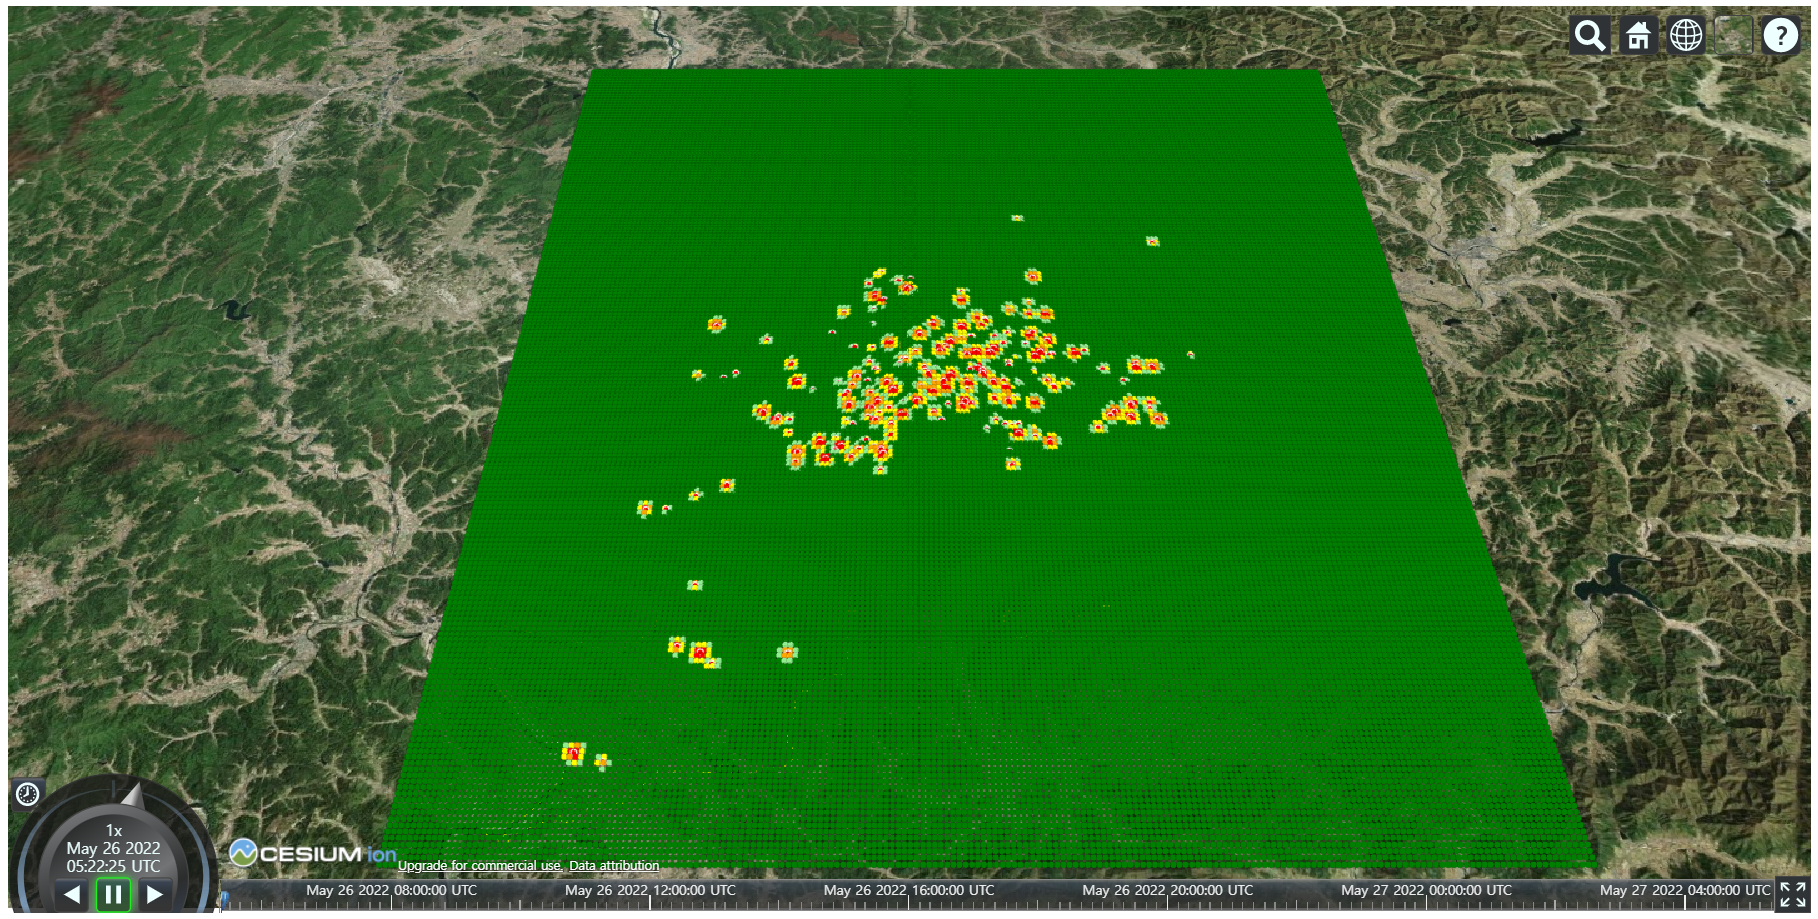 ?
1x
May 26 2022
05:22:25 UTC
CESIUM ion
Upgrade for commercial use. Data attribution
May 26 2022 08:00:00 UTC
May 26 2022 12:00:00 UTC
May 26 2022 16:00:00 UTC
May 26 2022 20:00:00 UTC
May 27 2022 00:00:00 UTC
May 27 2022 04:00:00 UTC